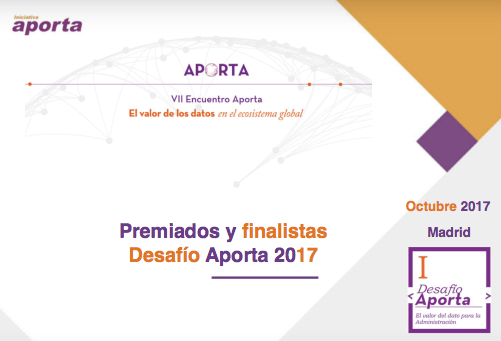 iniciativa
aporta
APORTA
VII Encuentro Aporta
El valor de los datos en el ecosistema global
Premiados y finalistas
Desafío Aporta 2017
Octubre 2017
Madrid
I
Desafío
< Aporta >
El valor del dato para la
Administración